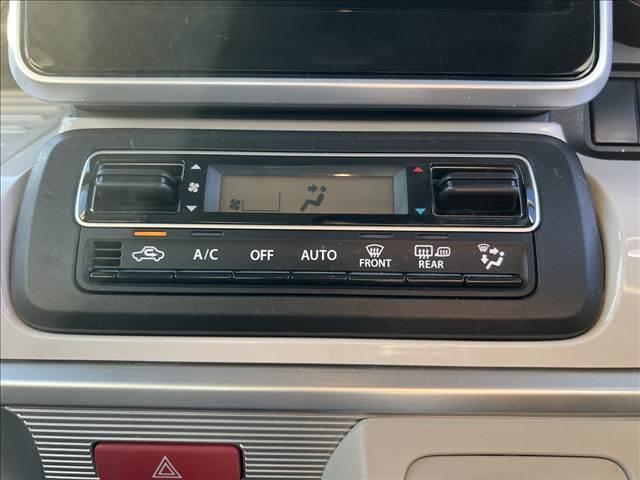 A/C OFF AUTO FRONT REAR